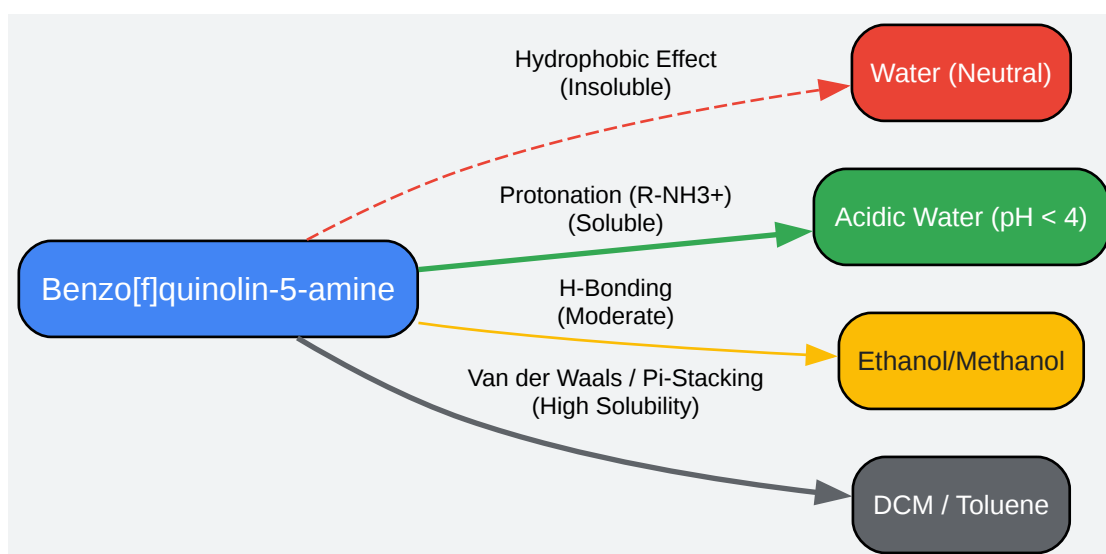 Hydrophobic Effect
(Insoluble)
Water (Neutral)
Protonation (R-NH3+)
(Soluble)
Acidic Water (pH < 4)
Benzo[f]quinolin-5-amine
H-Bonding
(Moderate)
Ethanol/Methanol
Van der Waals / Pi-Stacking
(High Solubility)
DCM / Toluene